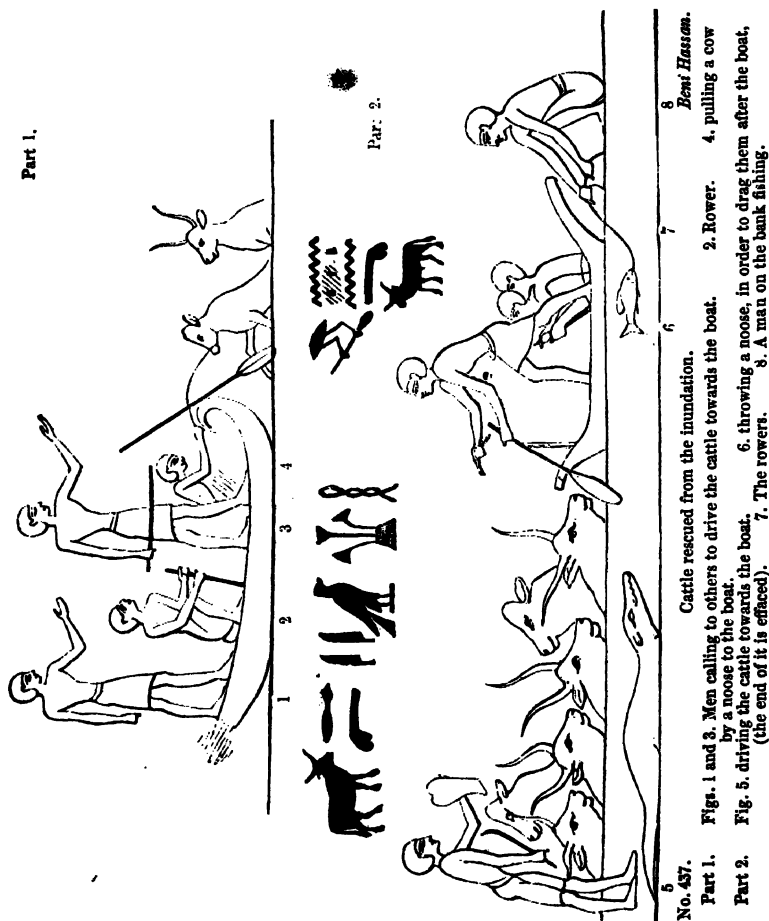 Part 1.
1 2 3 4
Part 2.
5 6 7 8
No. 437. Cattle rescued from the inundation. Beni Hassan.
Part 1. Figs. 1 and 3. Men calling to others to drive the cattle towards the boat. 2. Rower. 4. pulling a cow
by a noose to the boat.
Part 2. Fig. 5. driving the cattle towards the boat. 6. throwing a noose, in order to drag them after the boat,
(the end of it is effaced). 7. The rowers. 8. A man on the bank fishing.